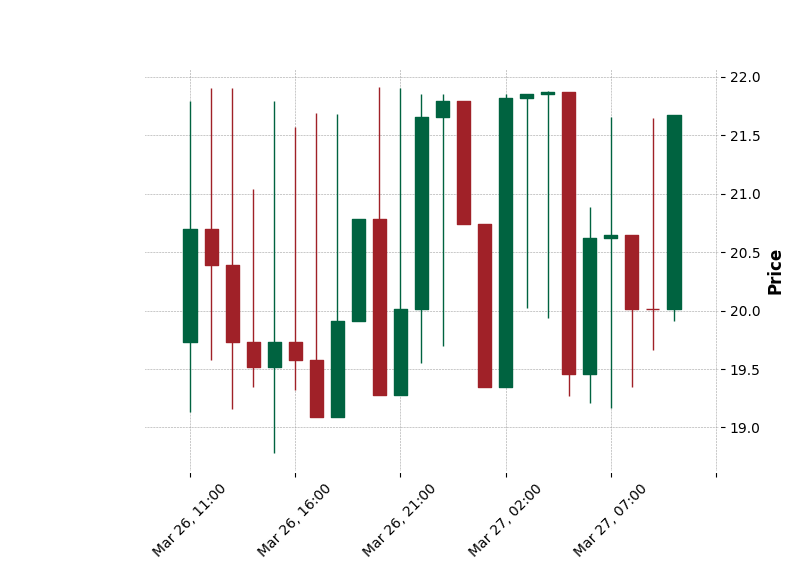 22.0
21.5
21.0
20.5
20.0
19.5
19.0
Price
Mar 26, 11:00
Mar 26, 16:00
Mar 26, 21:00
Mar 27, 02:00
Mar 27, 07:00